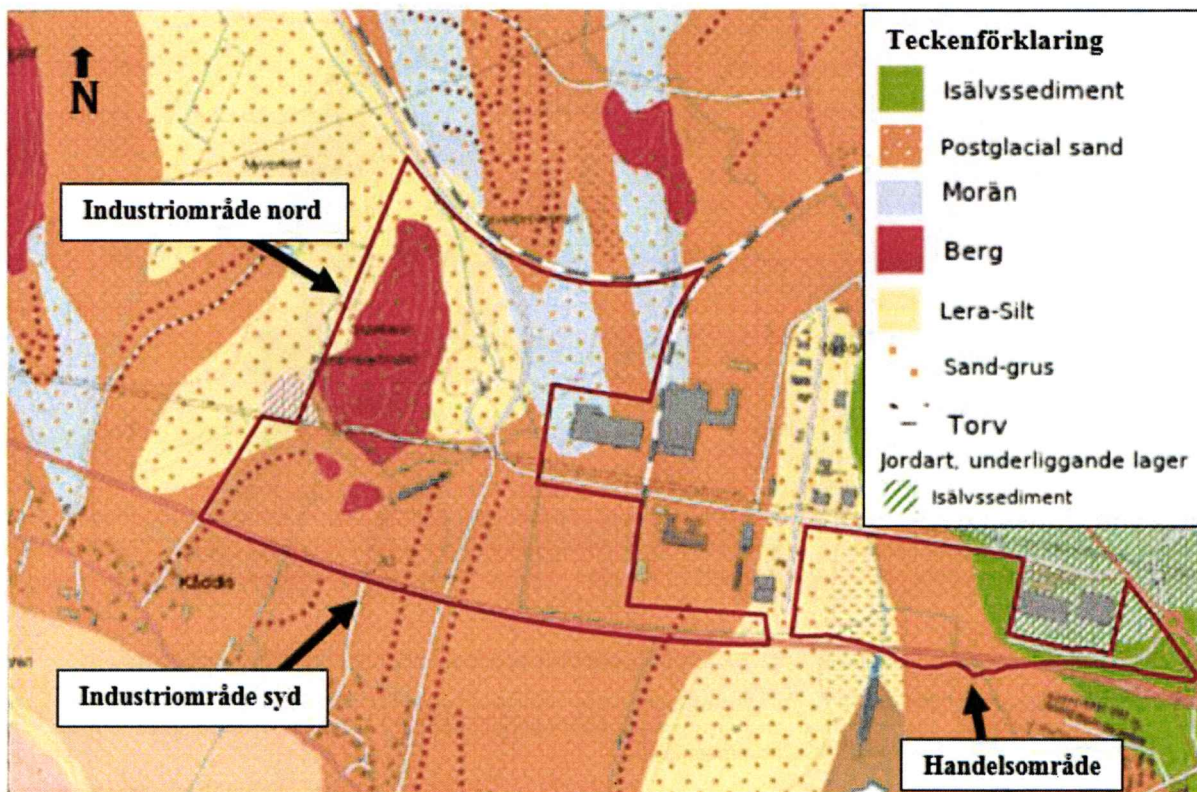 N
Industriområde nord
Kåddis
Industriområde syd
Handelsområde
Teckenförklaring
Isälvssediment
Postglacial sand
Morän
Berg
Lera-Silt
Sand-grus
Torv
Jordart, underliggande lager
Isälvssediment